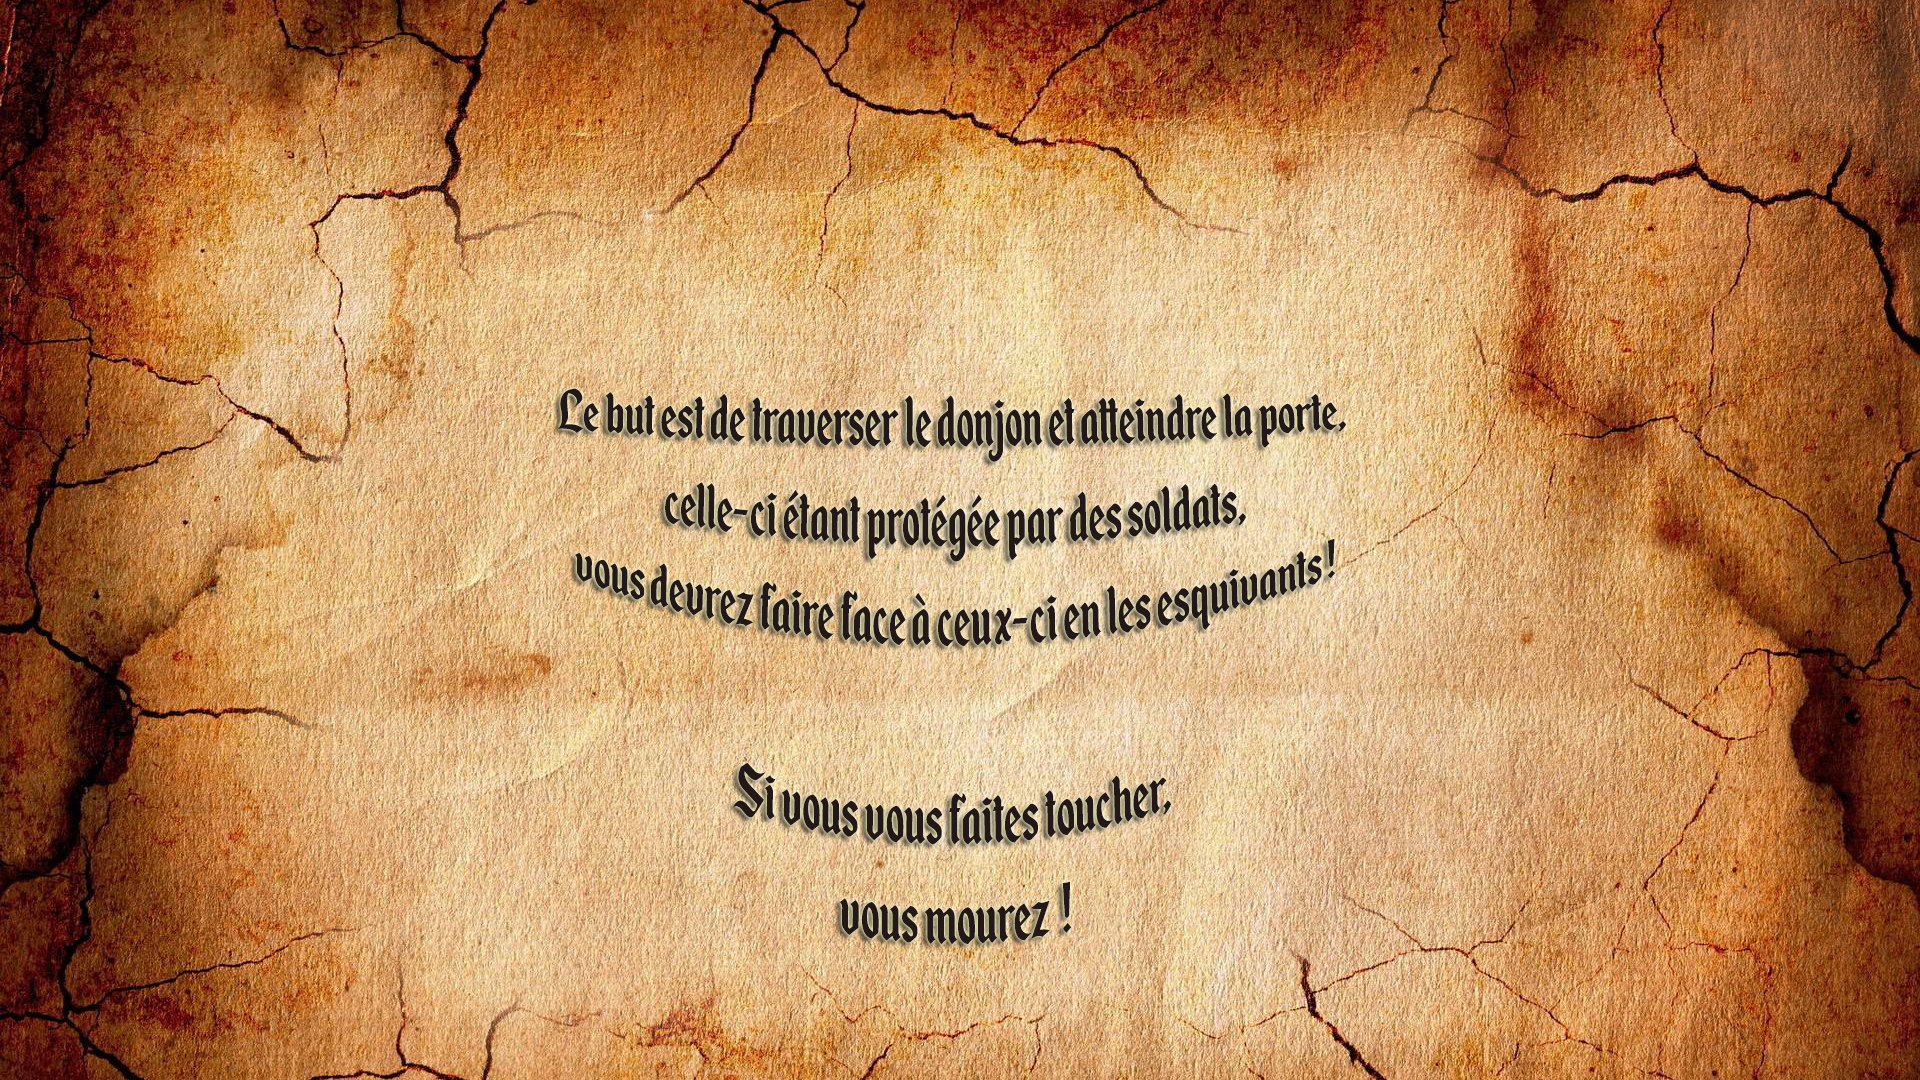 Le but est de traverser le donjon et atteindre la porte,
celle-ci étant protégée par des soldats,
vous devrez faire face à ceux-ci en les esquivants!
Si vous vous faites toucher,
vous mourez !